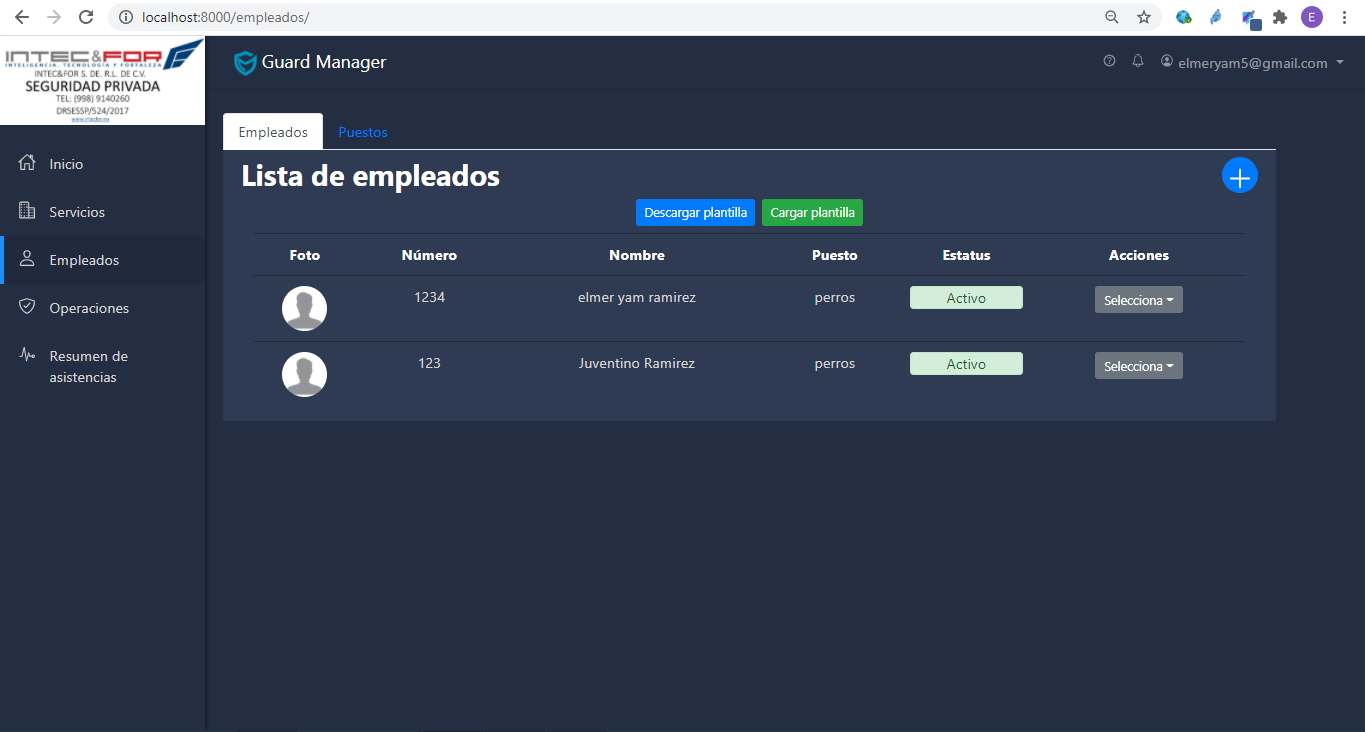 localhost:8000/empleados/
E
INTEC&FOR
INTELIGENCIA, TECNOLOGÍA Y FORTALEZA
INTEC&FOR S. DE. R.L. DE C.V.
SEGURIDAD PRIVADA
TEL: (998) 9140260
DRSESSP/524/2017
Guard Manager
elmeryam5@gmail.com
Inicio
Servicios
Empleados
Operaciones
Resumen de
asistencias
Empleados Puestos
Lista de empleados
Descargar plantilla Cargar plantilla
Foto Número Nombre Puesto Estatus Acciones
1234 elmer yam ramirez perros Activo Selecciona
123 Juventino Ramirez perros Activo Selecciona